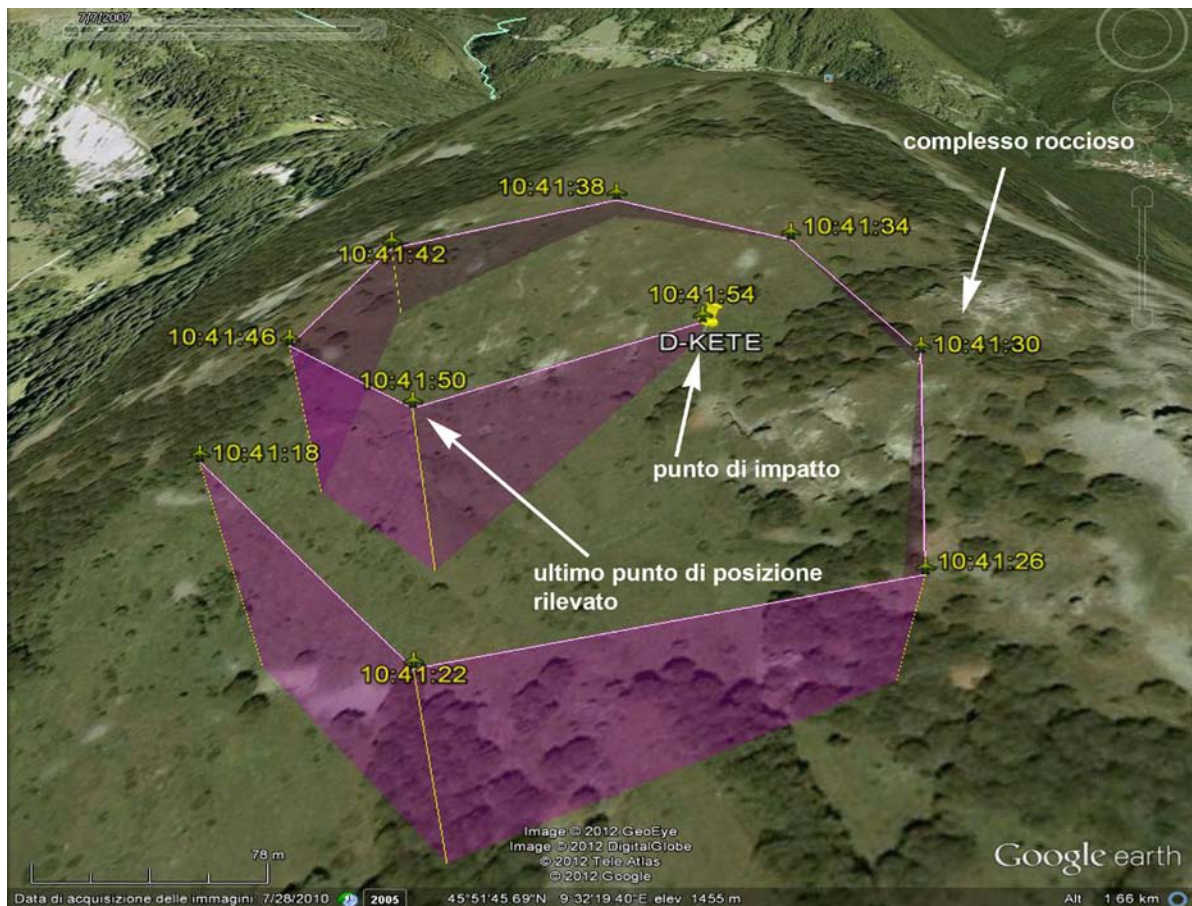 7/7/2007
complesso roccioso
10:41:38
10:41:34
10:41:42
10:41:54
10:41:46
D-KETE
10:41:30
10:41:50
10:41:18
punto di impatto
ultimo punto di posizione
rilevato
10:41:26
10:41:22
Image © 2012 GeoEye
Image © 2012 DigitalGlobe
© 2012 Tele Atlas
© 2012 Google
78 m
Google earth
Data di acquisizione delle immagini 7/28/2010 2005 45°51'45.69"N 9°32'19.40"E elev 1455 m Alt 1.66 km